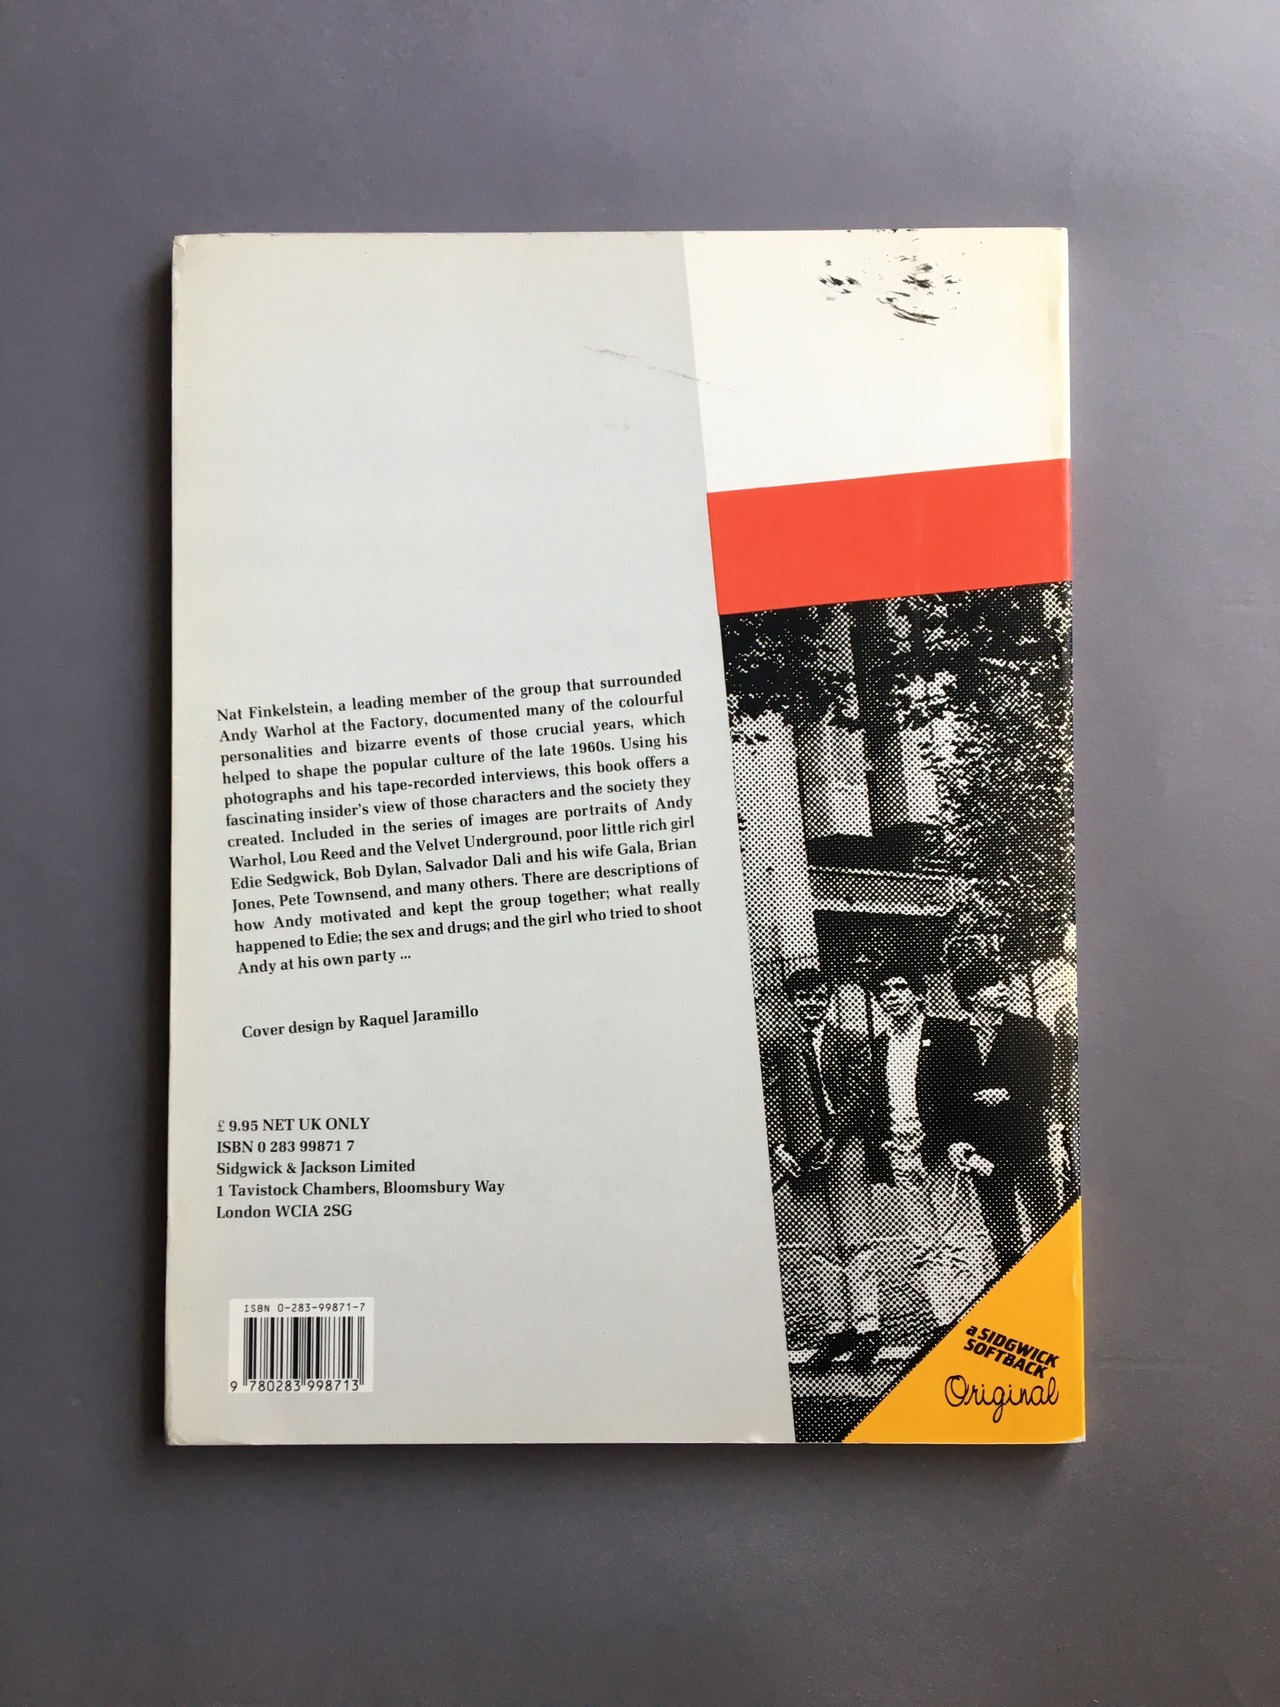 Nat Finkelstein, a leading member of the group that surrounded
Andy Warhol at the Factory, documented many of the colourful
personalities and bizarre events of those crucial years, which
helped to shape the popular culture of the late 1960s. Using his
photographs and his tape-recorded interviews, this book offers a
fascinating insider's view of those characters and the society they
created. Included in the series of images are portraits of Andy
Warhol, Lou Reed and the Velvet Underground, poor little rich girl
Edie Sedgwick, Bob Dylan, Salvador Dali and his wife Gala, Brian
Jones, Pete Townsend, and many others. There are descriptions of
how Andy motivated and kept the group together; what really
happened to Edie; the sex and drugs; and the girl who tried to shoot
Andy at his own party ...
Cover design by Raquel Jaramillo
£ 9.95 NET UK ONLY
ISBN 0 283 99871 7
Sidgwick & Jackson Limited
1 Tavistock Chambers, Bloomsbury Way
London WCIA 2SG
ISBN 0-283-99871-7
9 780283 998713
a SIDGWICK
SOFTBACK
Original